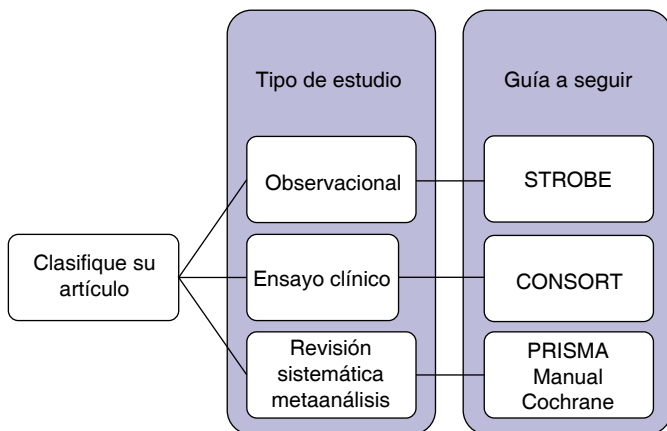 Tipo de estudio
Guía a seguir
Observacional
STROBE
Clasifique su
artículo
Ensayo clínico
CONSORT
Revisión
sistemática
metaanálisis
PRISMA
Manual
Cochrane